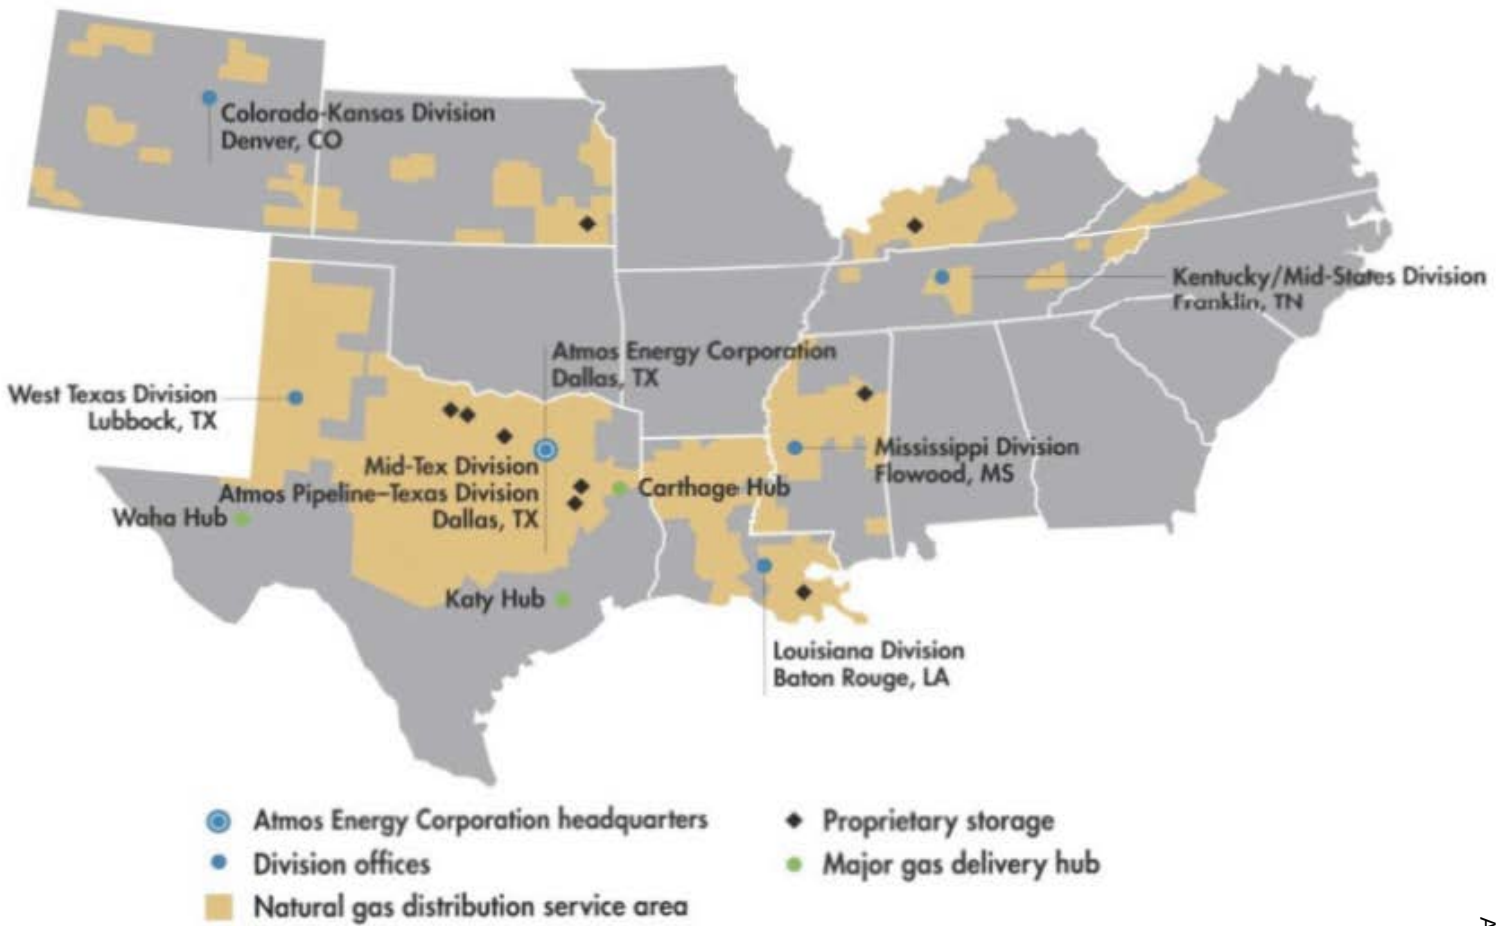 Colorado-Kansas Division
Denver, CO
Kentucky/Mid-States Division
Franklin, TN
Atmos Energy Corporation
Dallas, TX
West Texas Division
Lubbock, TX
Mississippi Division
Flowood, MS
Mid-Tex Division
Atmos Pipeline–Texas Division
Dallas, TX
Carthage Hub
Waha Hub
Katy Hub
Louisiana Division
Baton Rouge, LA
Atmos Energy Corporation headquarters
Division offices
Natural gas distribution service area
Proprietary storage
Major gas delivery hub